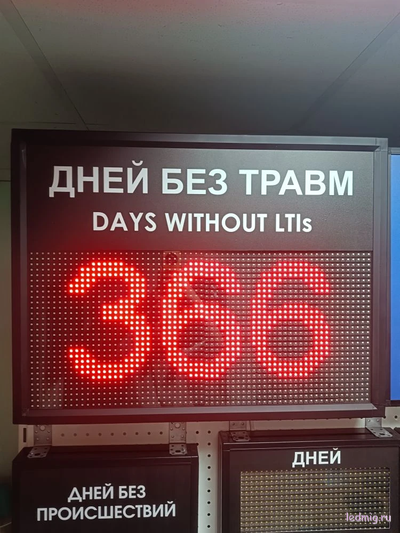 ДНЕЙ БЕЗ ТРАВМ
DAYS WITHOUT LTIs
366
ДНЕЙ БЕЗ
ПРОИСШЕСТВИЙ
ДНЕЙ
ledmig.ru